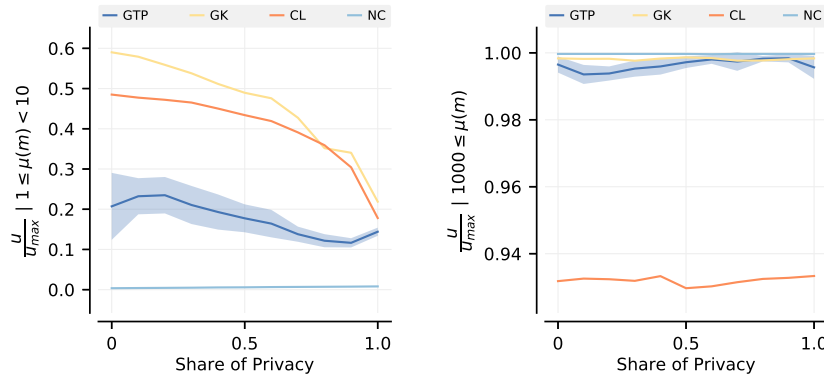 GTP GK CL NC
0.6
0.5
0.4
0.3
0.2
0.1
0.0
u/u_max | 1 ≤ μ(m) < 10
0 0.5 1.0
Share of Privacy
GTP GK CL NC
1.00
0.98
0.96
0.94
u/u_max | 1000 ≤ μ(m)
0 0.5 1.0
Share of Privacy